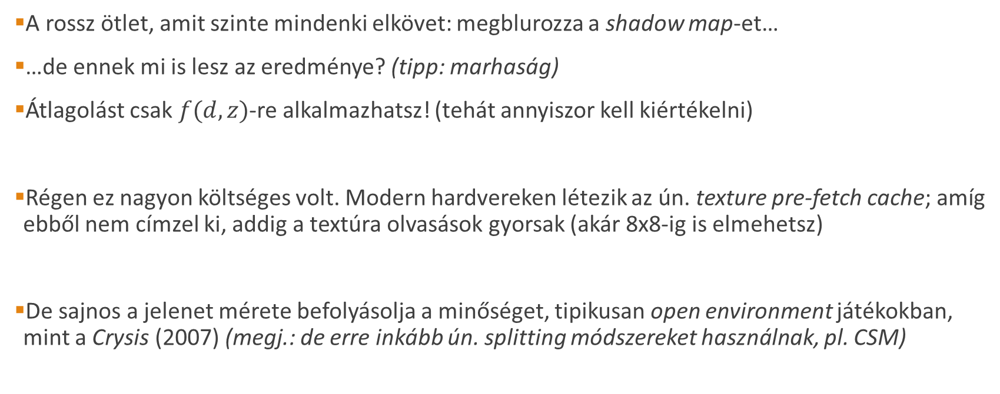 ▪A rossz ötlet, amit szinte mindenki elkövet: megblurozza a shadow map-et…
▪…de ennek mi is lesz az eredménye? (tipp: marhaság)
▪Átlagolást csak f(d, z)-re alkalmazhatsz! (tehát annyiszor kell kiértékelni)
▪Régen ez nagyon költséges volt. Modern hardvereken létezik az ún. texture pre-fetch cache; amíg
ebből nem címzel ki, addig a textúra olvasások gyorsak (akár 8x8-ig is elmehetsz)
▪De sajnos a jelenet mérete befolyásolja a minőséget, tipikusan open environment játékokban,
mint a Crysis (2007) (megj.: de erre inkább ún. splitting módszereket használnak, pl. CSM)